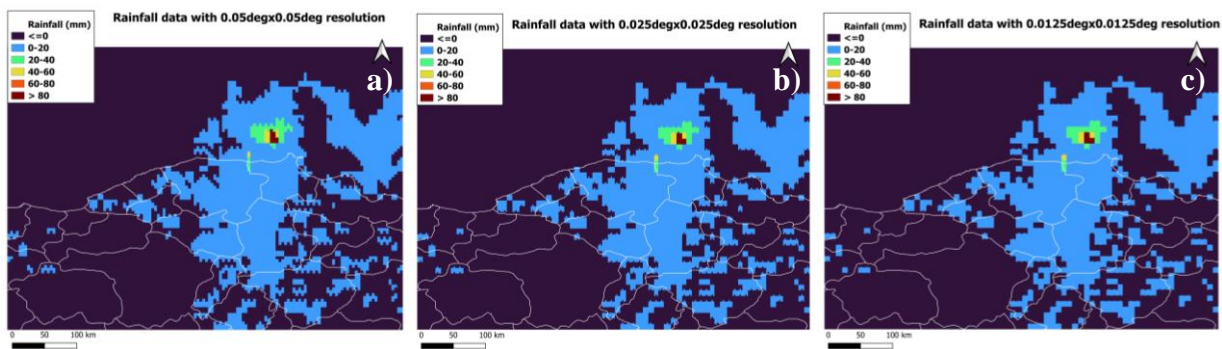 Rainfall data with 0.05degx0.05deg resolution
Rainfall (mm)
<=0
0-20
20-40
40-60
60-80
> 80
a)
0 50 100 km
Rainfall data with 0.025degx0.025deg resolution
Rainfall (mm)
<=0
0-20
20-40
40-60
60-80
> 80
b)
0 50 100 km
Rainfall data with 0.0125degx0.0125deg resolution
Rainfall (mm)
<=0
0-20
20-40
40-60
60-80
> 80
c)
0 50 100 km